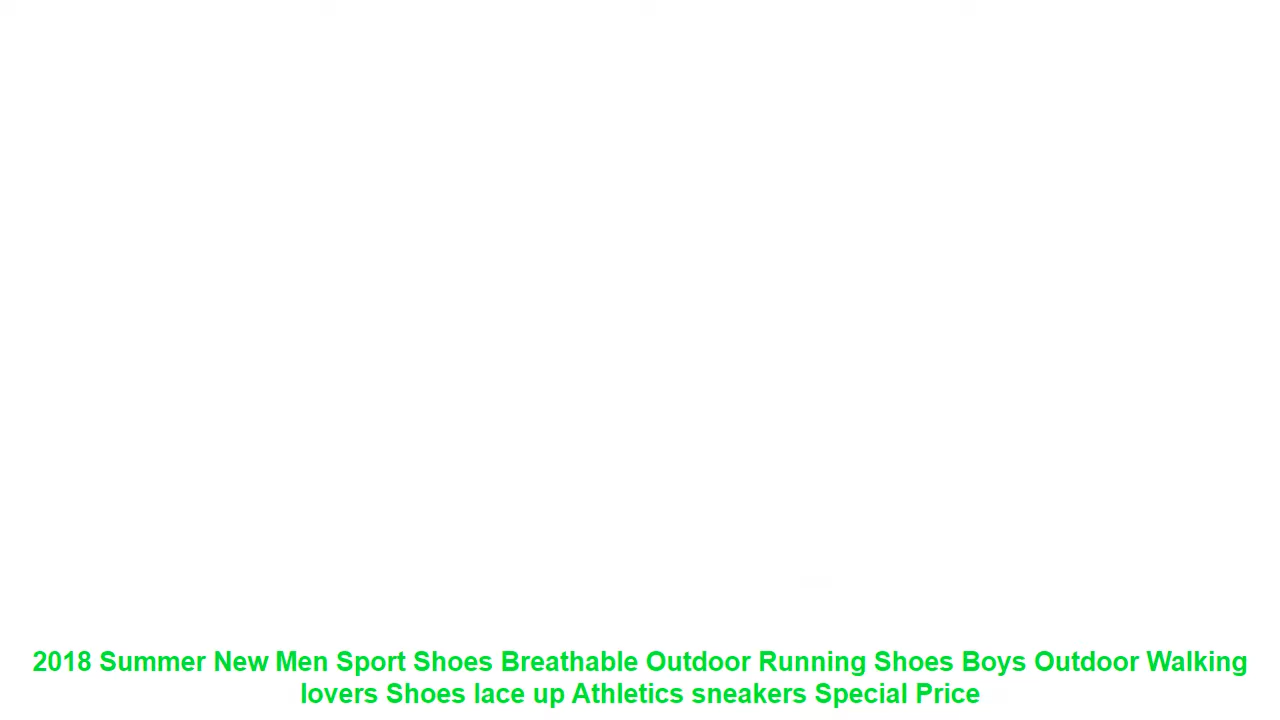 2018 Summer New Men Sport Shoes Breathable Outdoor Running Shoes Boys Outdoor Walking
lovers Shoes lace up Athletics sneakers Special Price